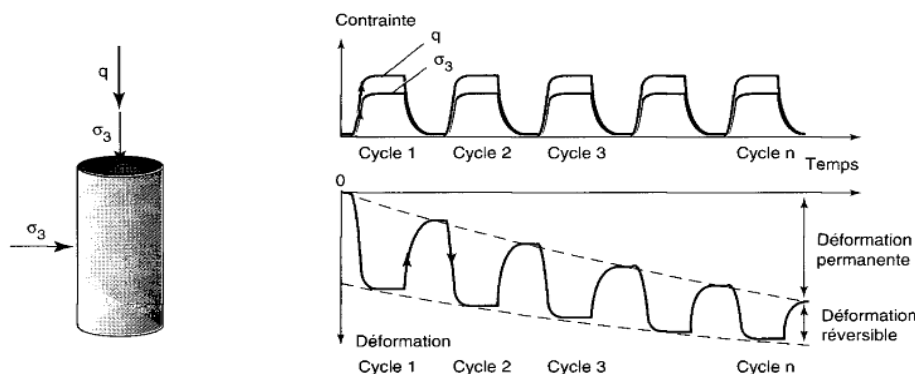 q
σ3
σ3
Contrainte
q
σ3
Cycle 1 Cycle 2 Cycle 3 Cycle n
Temps
0
Déformation
permanente
Déformation
réversible
Déformation
Cycle 1 Cycle 2 Cycle 3 Cycle n